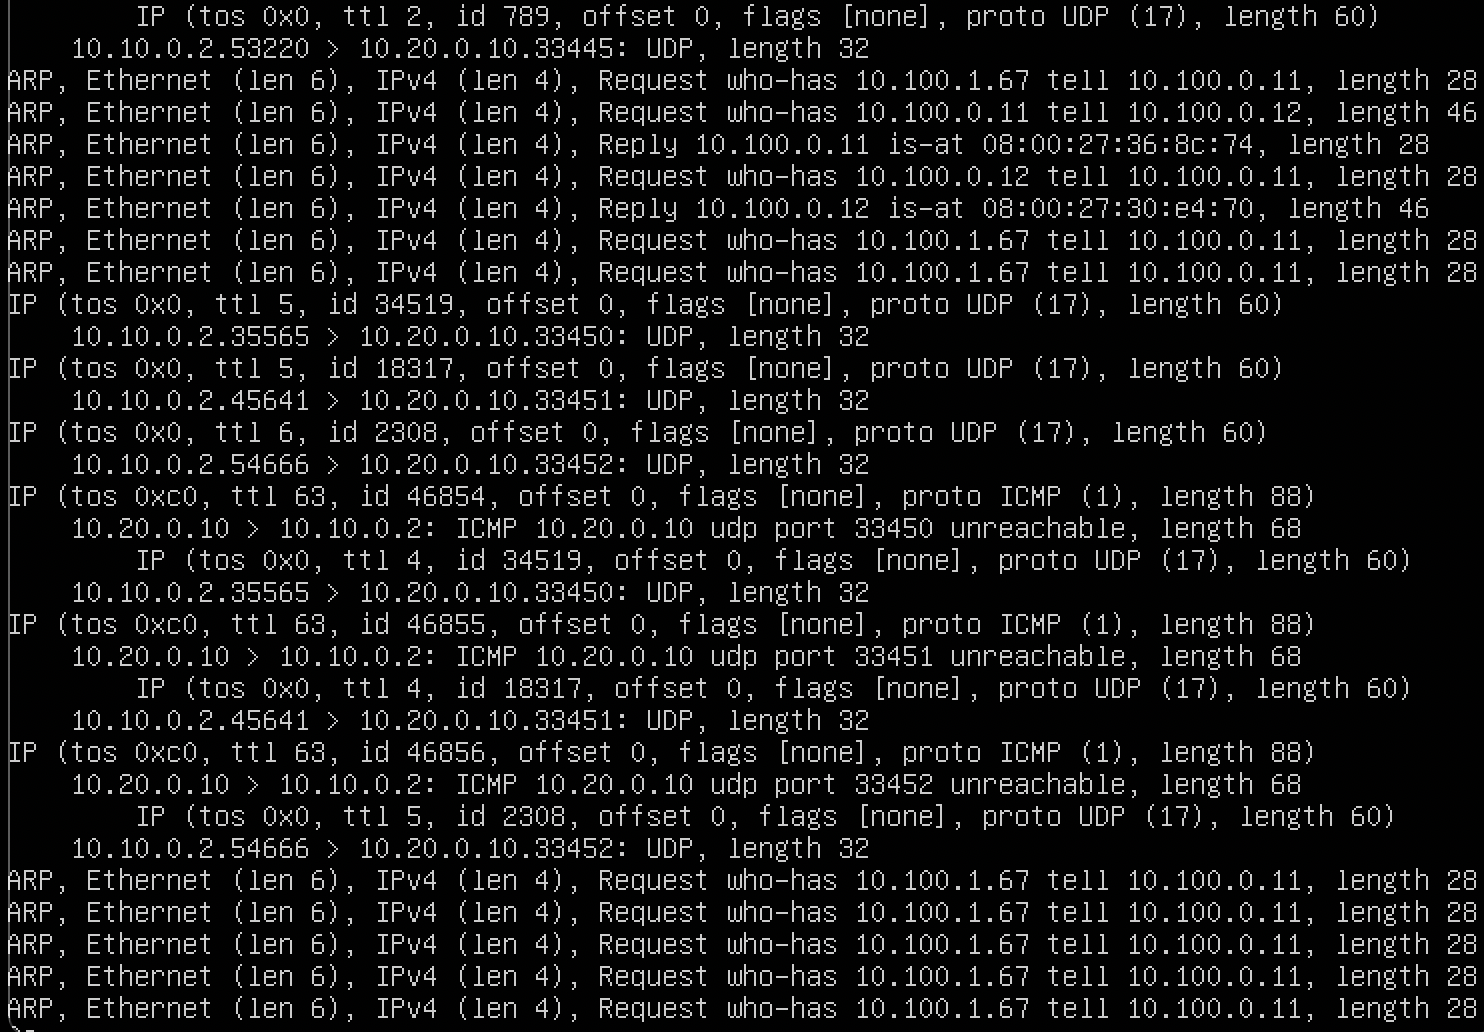 IP (tos 0x0, ttl 2, id 789, offset 0, flags [none], proto UDP (17), length 60)
10.10.0.2.53220 > 10.20.0.10.33445: UDP, length 32
ARP, Ethernet (len 6), IPv4 (len 4), Request who-has 10.100.1.67 tell 10.100.0.11, length 28
ARP, Ethernet (len 6), IPv4 (len 4), Request who-has 10.100.0.11 tell 10.100.0.12, length 46
ARP, Ethernet (len 6), IPv4 (len 4), Reply 10.100.0.11 is-at 08:00:27:36:8c:74, length 28
ARP, Ethernet (len 6), IPv4 (len 4), Request who-has 10.100.0.12 tell 10.100.0.11, length 28
ARP, Ethernet (len 6), IPv4 (len 4), Reply 10.100.0.12 is-at 08:00:27:30:e4:70, length 46
ARP, Ethernet (len 6), IPv4 (len 4), Request who-has 10.100.1.67 tell 10.100.0.11, length 28
ARP, Ethernet (len 6), IPv4 (len 4), Request who-has 10.100.1.67 tell 10.100.0.11, length 28
IP (tos 0x0, ttl 5, id 34519, offset 0, flags [none], proto UDP (17), length 60)
10.10.0.2.35565 > 10.20.0.10.33450: UDP, length 32
IP (tos 0x0, ttl 5, id 18317, offset 0, flags [none], proto UDP (17), length 60)
10.10.0.2.45641 > 10.20.0.10.33451: UDP, length 32
IP (tos 0x0, ttl 6, id 2308, offset 0, flags [none], proto UDP (17), length 60)
10.10.0.2.54666 > 10.20.0.10.33452: UDP, length 32
IP (tos 0xc0, ttl 63, id 46854, offset 0, flags [none], proto ICMP (1), length 88)
10.20.0.10 > 10.10.0.2: ICMP 10.20.0.10 udp port 33450 unreachable, length 68
IP (tos 0x0, ttl 4, id 34519, offset 0, flags [none], proto UDP (17), length 60)
10.10.0.2.35565 > 10.20.0.10.33450: UDP, length 32
IP (tos 0xc0, ttl 63, id 46855, offset 0, flags [none], proto ICMP (1), length 88)
10.20.0.10 > 10.10.0.2: ICMP 10.20.0.10 udp port 33451 unreachable, length 68
IP (tos 0x0, ttl 4, id 18317, offset 0, flags [none], proto UDP (17), length 60)
10.10.0.2.45641 > 10.20.0.10.33451: UDP, length 32
IP (tos 0xc0, ttl 63, id 46856, offset 0, flags [none], proto ICMP (1), length 88)
10.20.0.10 > 10.10.0.2: ICMP 10.20.0.10 udp port 33452 unreachable, length 68
IP (tos 0x0, ttl 5, id 2308, offset 0, flags [none], proto UDP (17), length 60)
10.10.0.2.54666 > 10.20.0.10.33452: UDP, length 32
ARP, Ethernet (len 6), IPv4 (len 4), Request who-has 10.100.1.67 tell 10.100.0.11, length 28
ARP, Ethernet (len 6), IPv4 (len 4), Request who-has 10.100.1.67 tell 10.100.0.11, length 28
ARP, Ethernet (len 6), IPv4 (len 4), Request who-has 10.100.1.67 tell 10.100.0.11, length 28
ARP, Ethernet (len 6), IPv4 (len 4), Request who-has 10.100.1.67 tell 10.100.0.11, length 28
ARP, Ethernet (len 6), IPv4 (len 4), Request who-has 10.100.1.67 tell 10.100.0.11, length 28